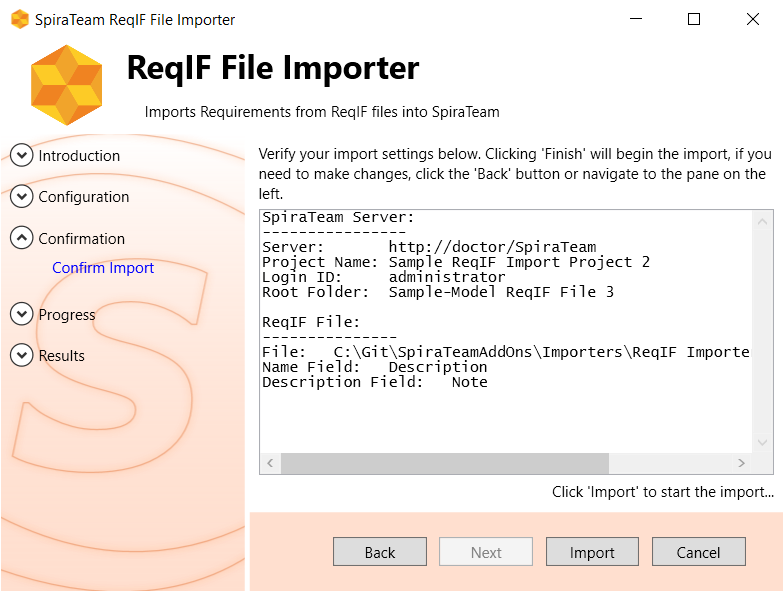 SpiraTeam ReqIF File Importer
ReqIF File Importer
Imports Requirements from ReqIF files into SpiraTeam
Introduction
Configuration
Confirmation
Confirm Import
Progress
Results
Verify your import settings below. Clicking 'Finish' will begin the import, if you
need to make changes, click the 'Back' button or navigate to the pane on the
left.
SpiraTeam Server:
----------------
Server: http://doctor/SpiraTeam
Project Name: Sample ReqIF Import Project 2
Login ID: administrator
Root Folder: Sample-Model ReqIF File 3
ReqIF File:
---------------
File: C:\Git\SpiraTeamAddOns\Importers\ReqIF Importe
Name Field: Description
Description Field: Note
Click 'Import' to start the import...
Back
Next
Import
Cancel